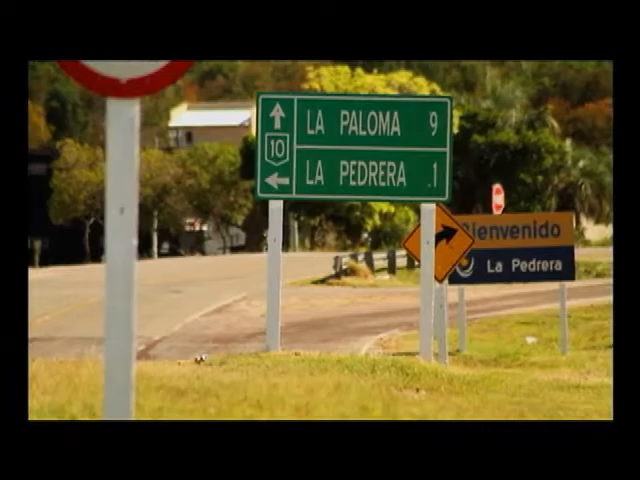 LA PALOMA 9
10
LA PEDRERA .1
Bienvenido
La Pedrera